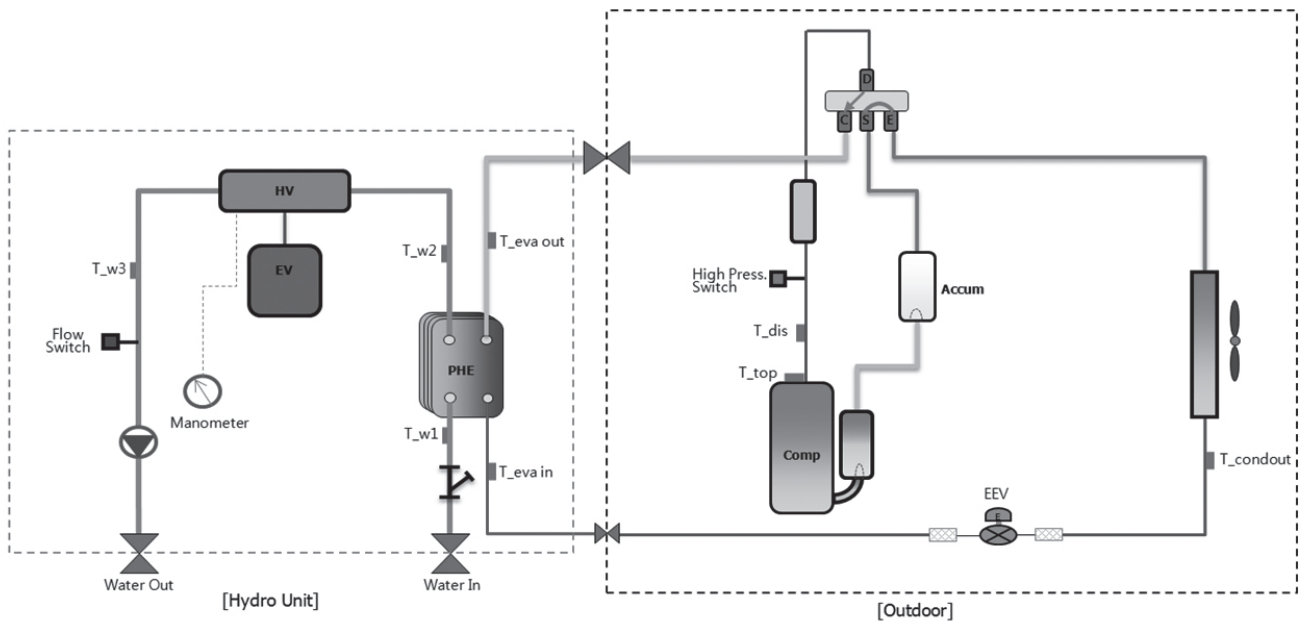 D
C
S
E
HV
EV
T_w2
T_eva out
T_w3
High Press.
Switch
Accum
Flow
Switch
T_dis
PHE
T_top
Manometer
T_w1
Comp
T_condout
T_eva in
EEV
E
Water Out
Water In
[Hydro Unit]
[Outdoor]